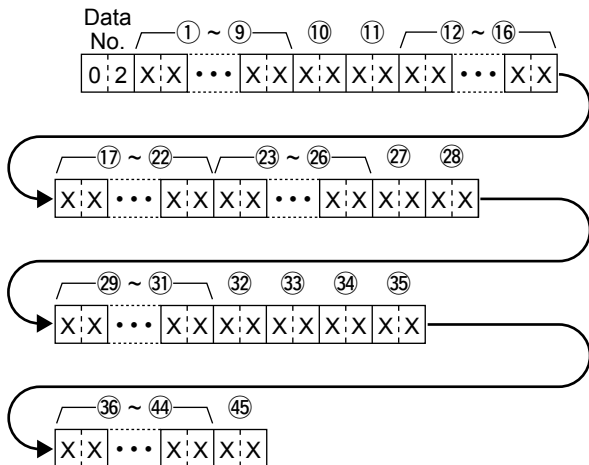 Data
No. ① ~ ⑨ ⑩ ⑪ ⑫ ~ ⑯
0 2 X X ••• X X X X X X X X ••• X X
⑰ ~ ㉒ ㉓ ~ ㉖ ㉗ ㉘
X X ••• X X X X ••• X X X X X X
㉙ ~ ㉛ ㉜ ㉝ ㉞ ㉟
X X ••• X X X X X X X X X X
㊱ ~ ㊹ ㊺
X X ••• X X X X